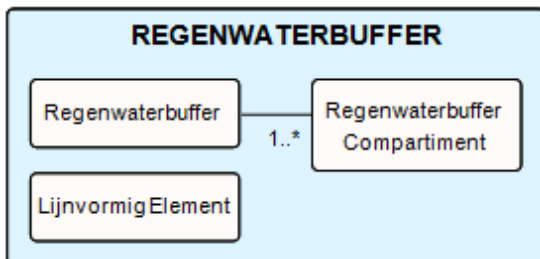 REGENWATERBUFFER
Regenwaterbuffer
1..*
Regenwaterbuffer
Compartiment
LijnvormigElement